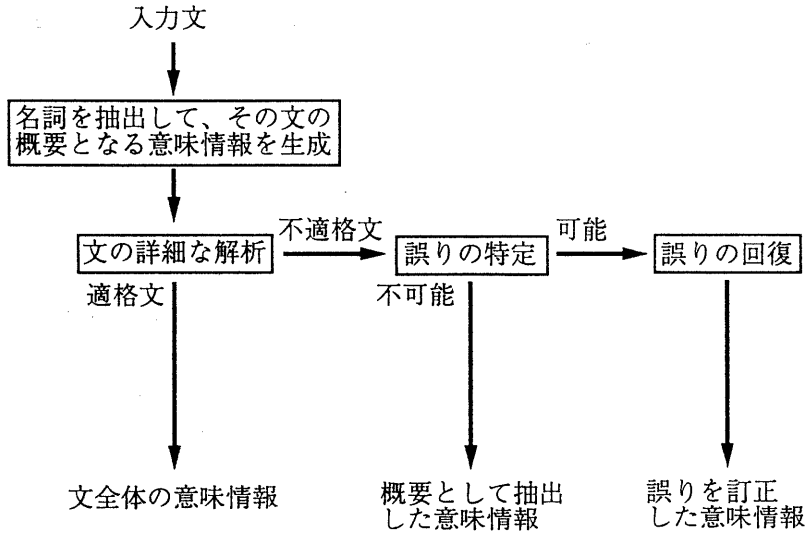 入力文
名詞を抽出して、その文の
概要となる意味情報を生成
文の詳細な解析
不適格文
誤りの特定
可能
誤りの回復
適格文
不可能
文全体の意味情報
概要として抽出
した意味情報
誤りを訂正
した意味情報